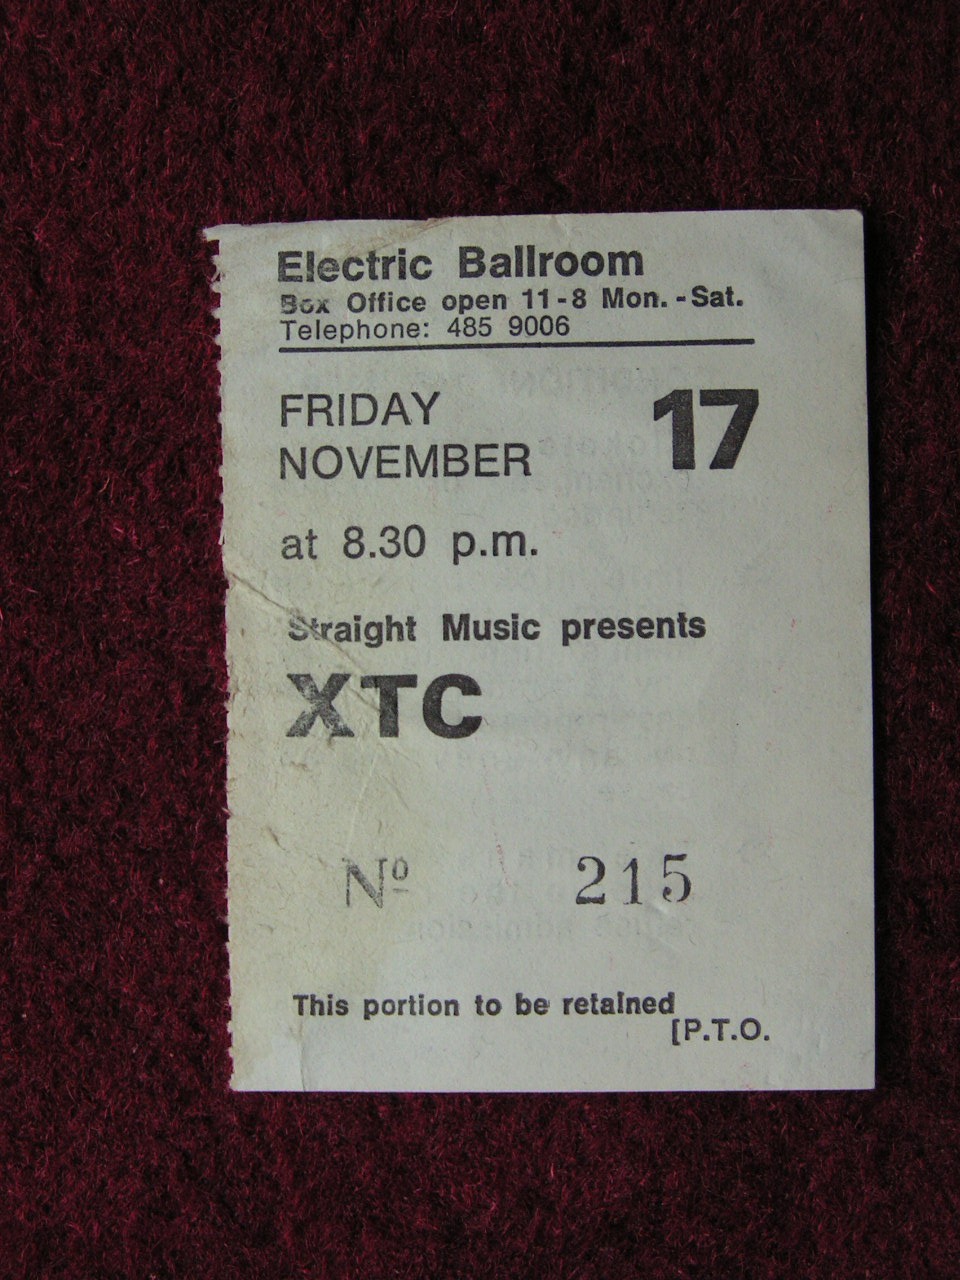 Electric Ballroom
Box Office open 11-8 Mon.-Sat.
Telephone: 485 9006
FRIDAY 17
NOVEMBER
at 8.30 p.m.
Straight Music presents
XTC
Nº 215
This portion to be retained
[P.T.O.